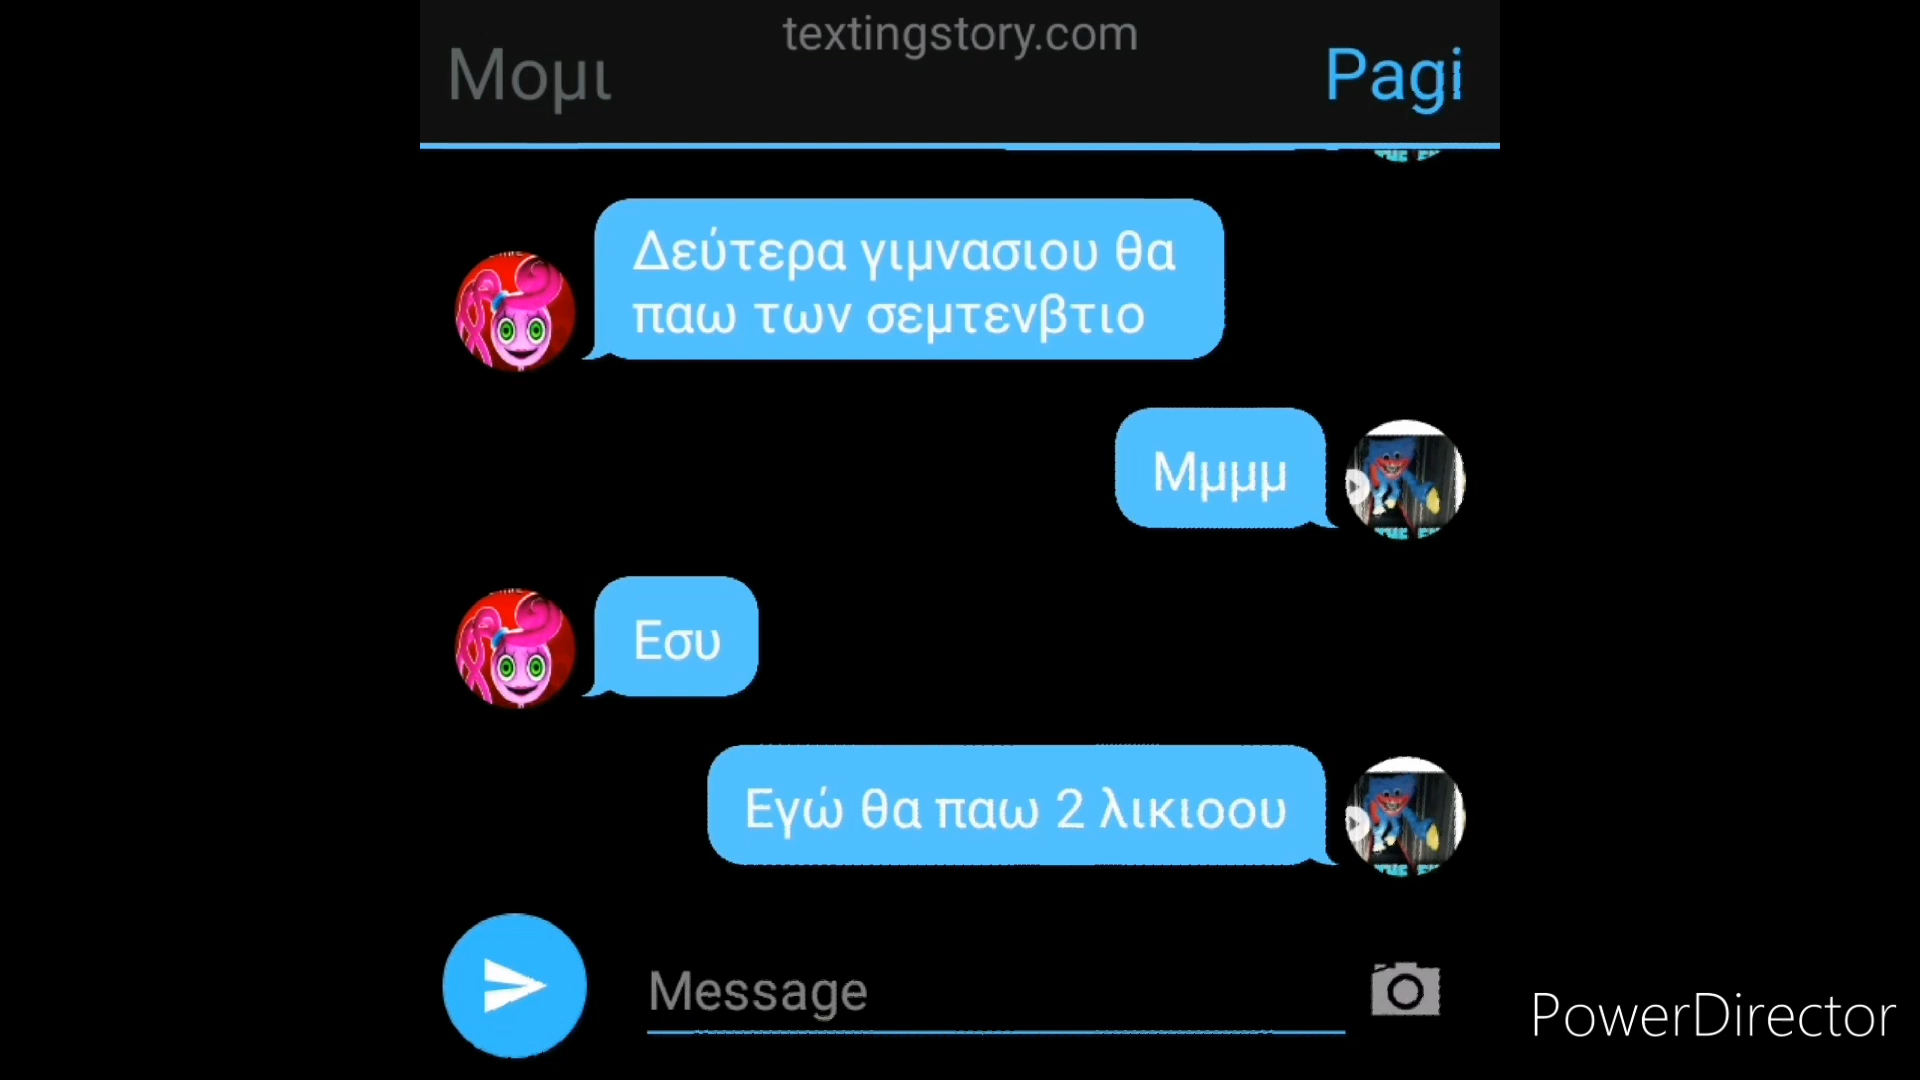 textingstory.com
Μομι
Pagi
Δεύτερα γιμνασιου θα
παω των σεμτενβτιο
Μμμμ
Εσυ
Εγώ θα παω 2 λικιοου
Message
PowerDirector